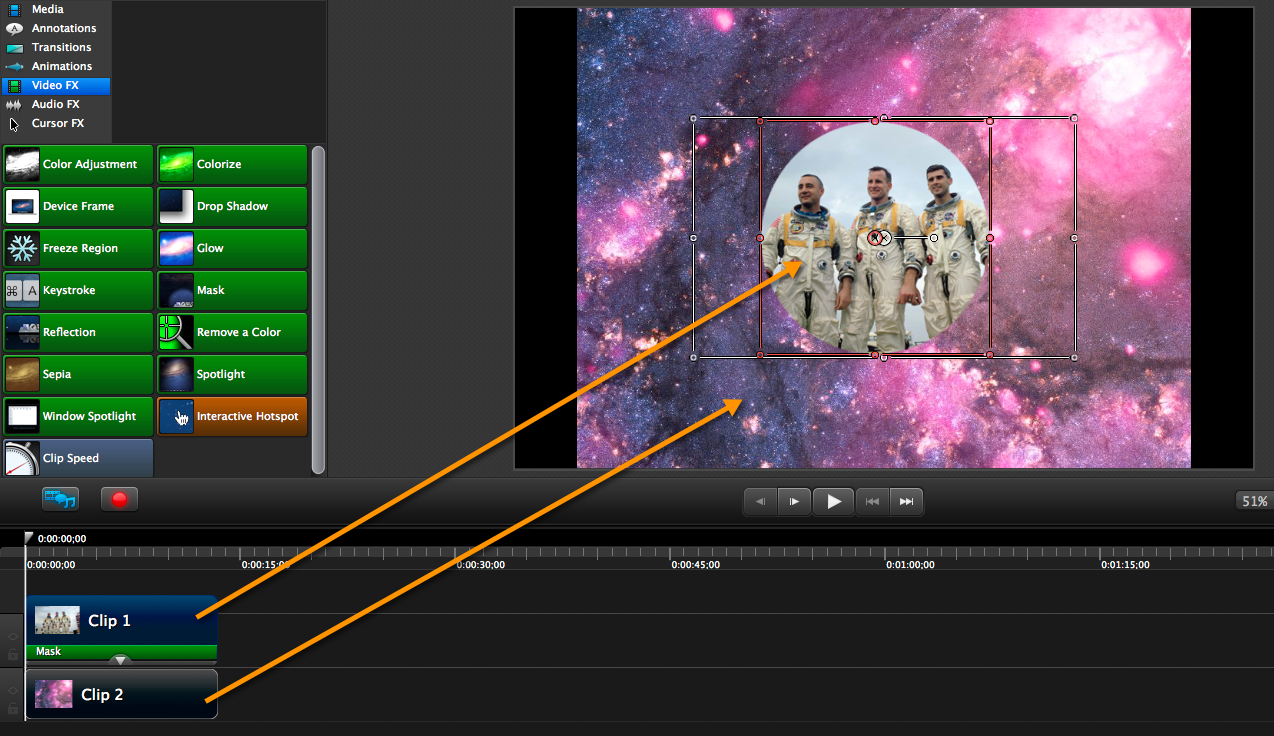 Media
Annotations
Transitions
Animations
Video FX
Audio FX
Cursor FX
Color Adjustment
Colorize
Device Frame
Drop Shadow
Freeze Region
Glow
⌘ A
Keystroke
Mask
Reflection
Remove a Color
Sepia
Spotlight
Window Spotlight
Interactive Hotspot
Clip Speed
51%
0:00:00;00
0:00:00;00
0:00:15;00
0:00:30;00
0:00:45;00
0:01:00;00
0:01:15;00
Clip 1
Mask
Clip 2